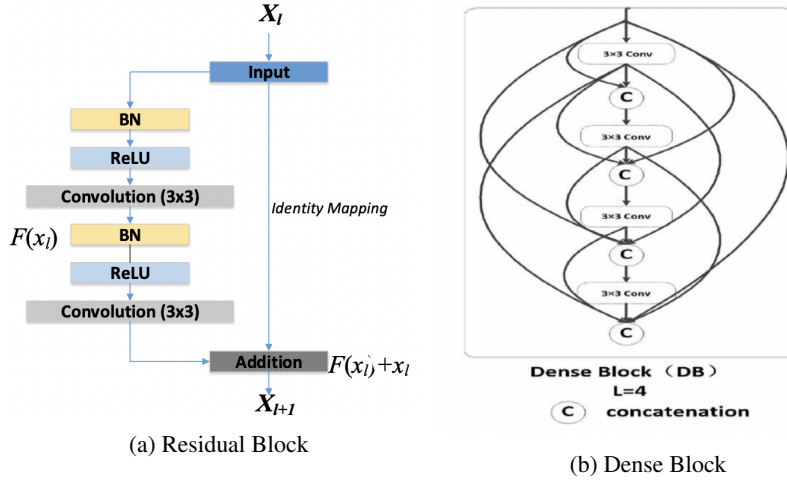 X_l
Input
BN
ReLU
Convolution (3x3)
Identity Mapping
F(x_l)
BN
ReLU
Convolution (3x3)
Addition
F(x_l)+x_l
X_{l+1}
(a) Residual Block
3×3 Conv
C
3×3 Conv
C
3×3 Conv
C
3×3 Conv
C
Dense Block（DB）
L=4
C concatenation
(b) Dense Block